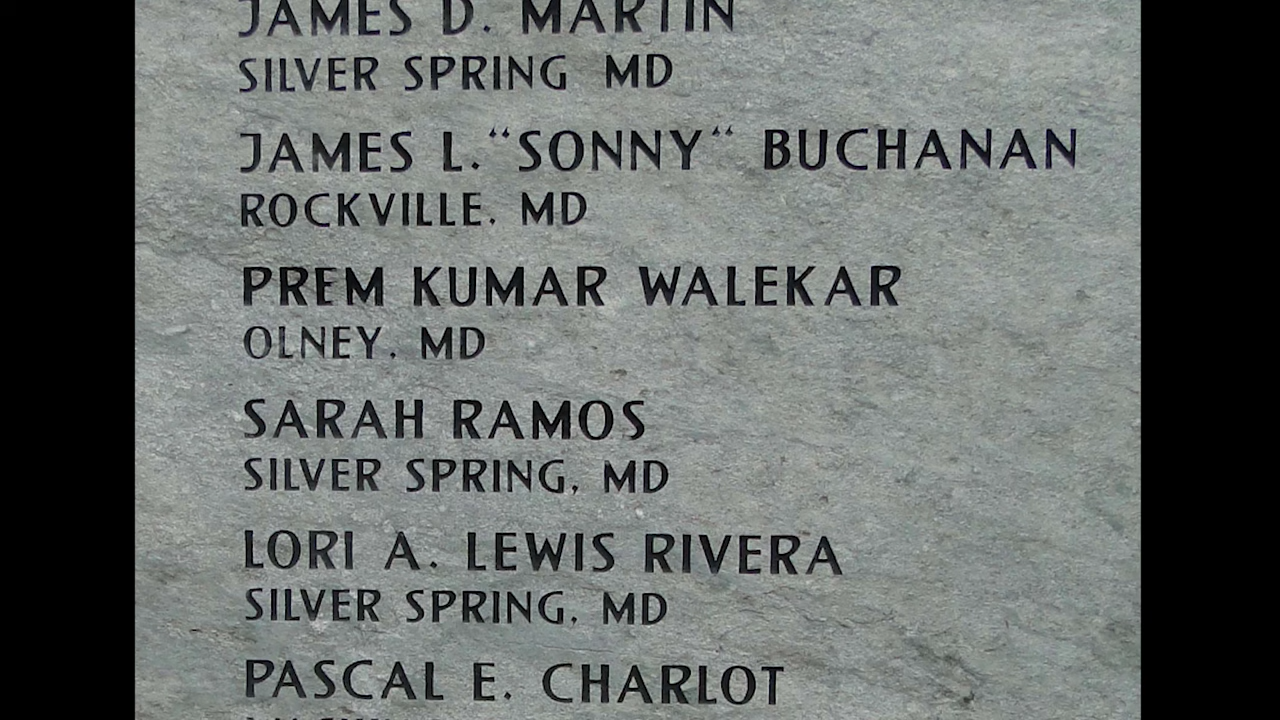 JAMES D. MARTIN
SILVER SPRING MD
JAMES L. “SONNY“ BUCHANAN
ROCKVILLE, MD
PREM KUMAR WALEKAR
OLNEY, MD
SARAH RAMOS
SILVER SPRING, MD
LORI A. LEWIS RIVERA
SILVER SPRING, MD
PASCAL E. CHARLOT